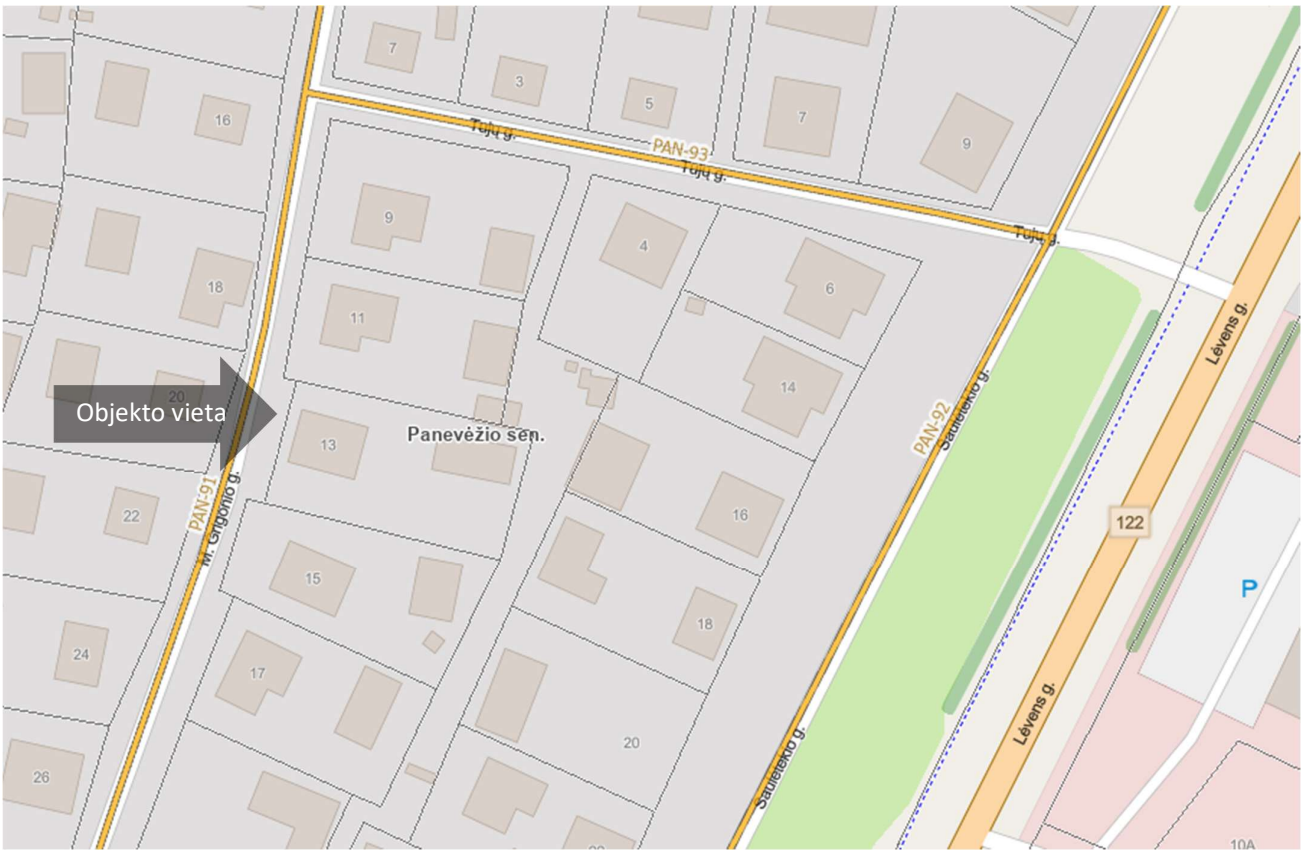 7
3
5
7
9
16
Tujų g.
PAN-93
Tujų g.
9
4
Tujų g.
18
11
6
Lėvens g.
20
Objekto vieta
14
13
Panevėžio sen.
PAN-92
Saulėtekio g.
PAN-91
M. Grigonio g.
22
16
122
15
P
18
24
17
Lėvens g.
20
26
Saulėtekio g.
10A